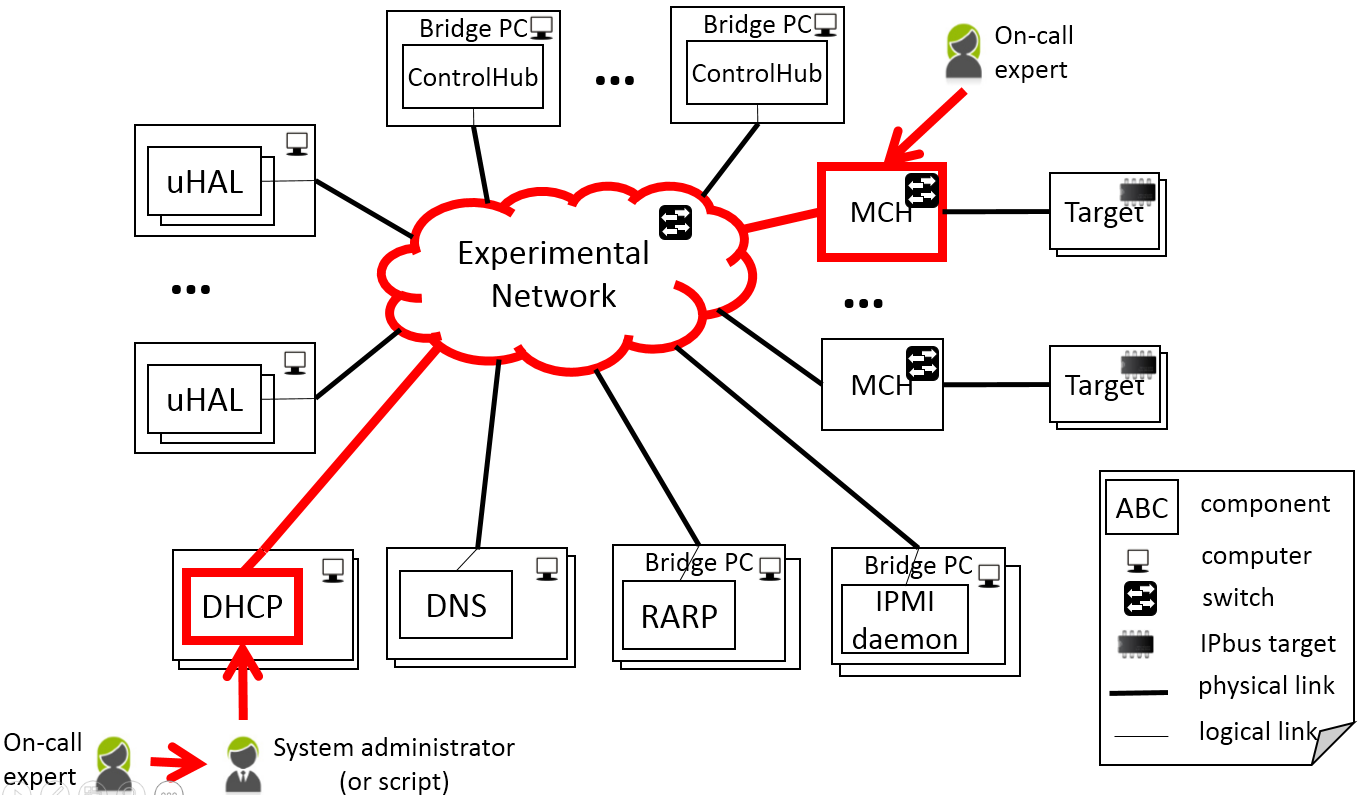 Bridge PC
ControlHub
...
Bridge PC
ControlHub
On-call
expert
uHAL
Experimental
Network
MCH
Target
...
...
uHAL
MCH
Target
DHCP
DNS
Bridge PC
RARP
Bridge PC
IPMI
daemon
ABC
component
computer
switch
IPbus target
physical link
logical link
On-call
expert
System administrator
(or script)